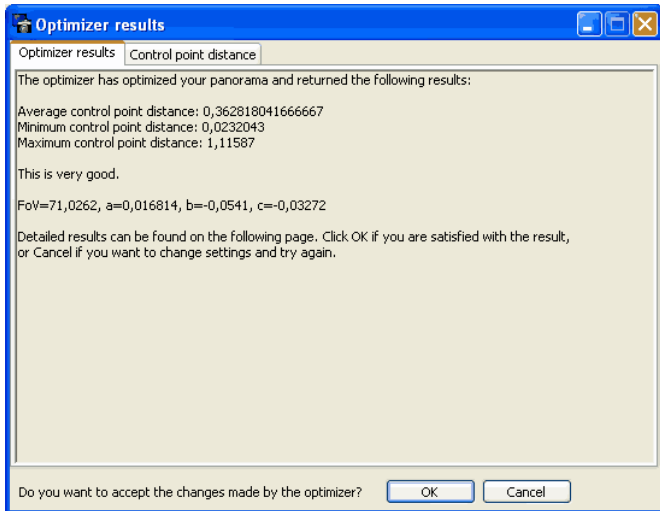 Optimizer results
Optimizer results
Control point distance
The optimizer has optimized your panorama and returned the following results:
Average control point distance: 0,362818041666667
Minimum control point distance: 0,0232043
Maximum control point distance: 1,11587
This is very good.
FoV=71,0262, a=0,016814, b=-0,0541, c=-0,03272
Detailed results can be found on the following page. Click OK if you are satisfied with the result,
or Cancel if you want to change settings and try again.
Do you want to accept the changes made by the optimizer?
OK
Cancel